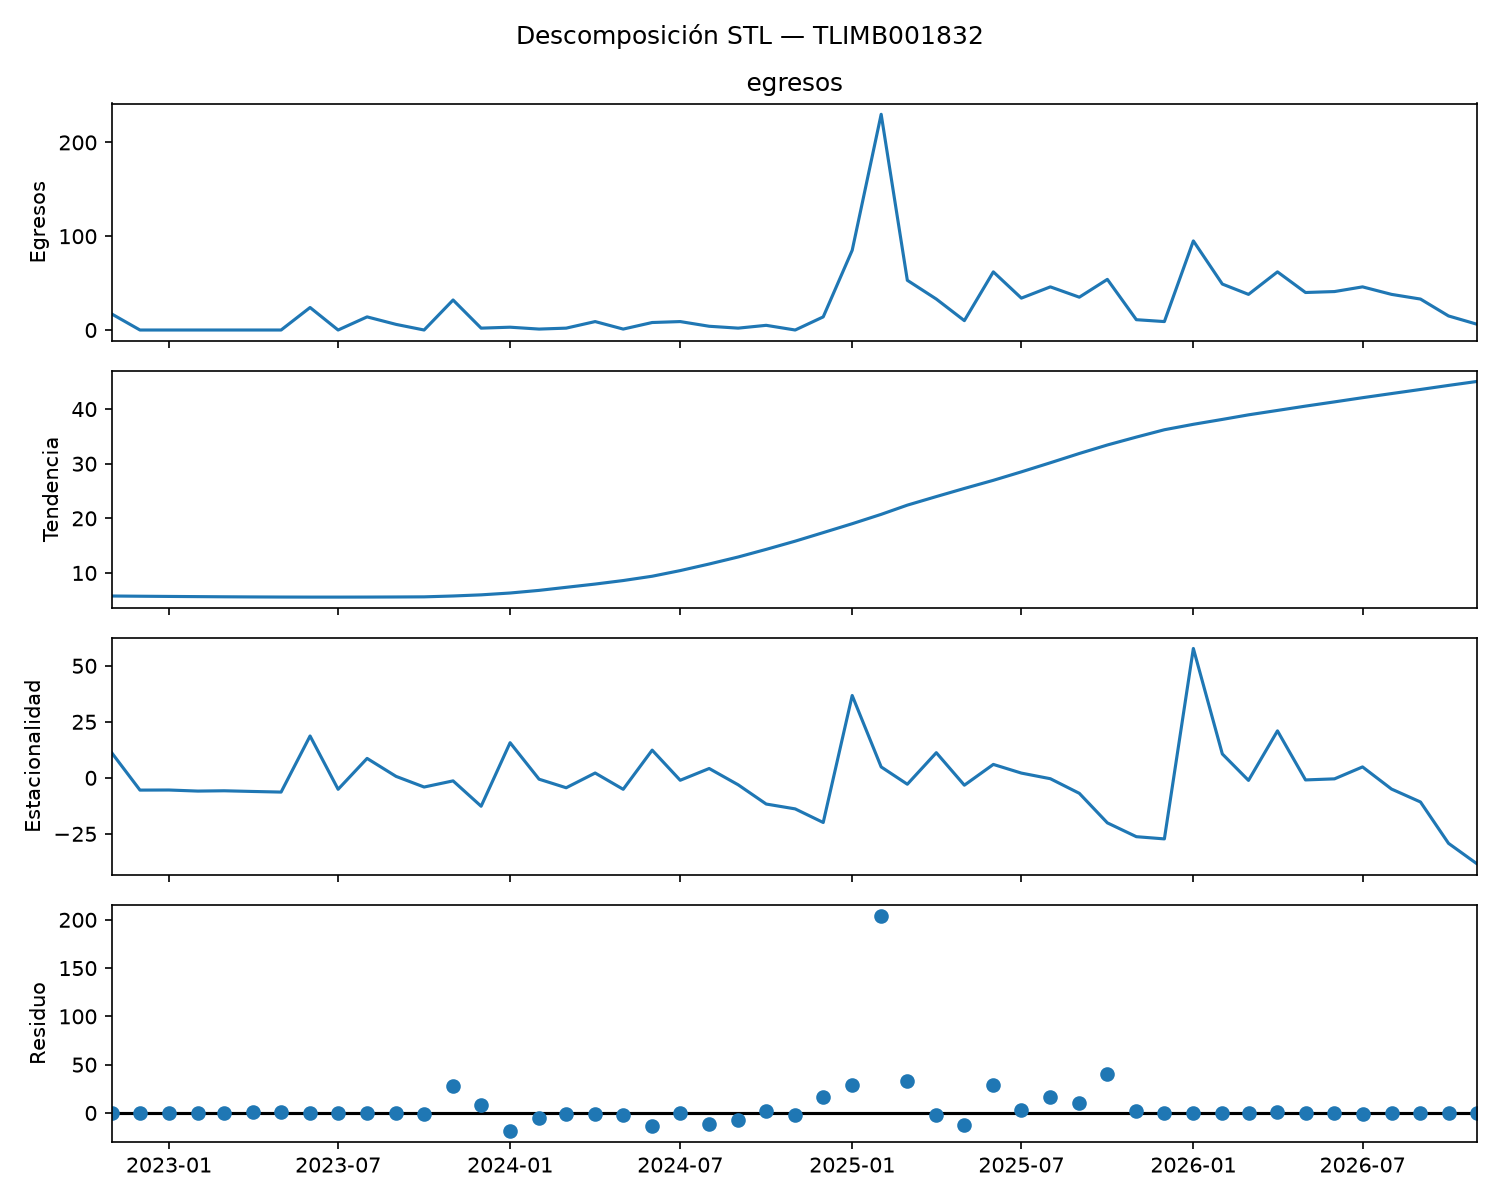 Descomposición STL — TLIMB001832
egresos
Egresos
200
100
0
Tendencia
40
30
20
10
Estacionalidad
50
25
0
−25
Residuo
200
150
100
50
0
2023-01 2023-07 2024-01 2024-07 2025-01 2025-07 2026-01 2026-07